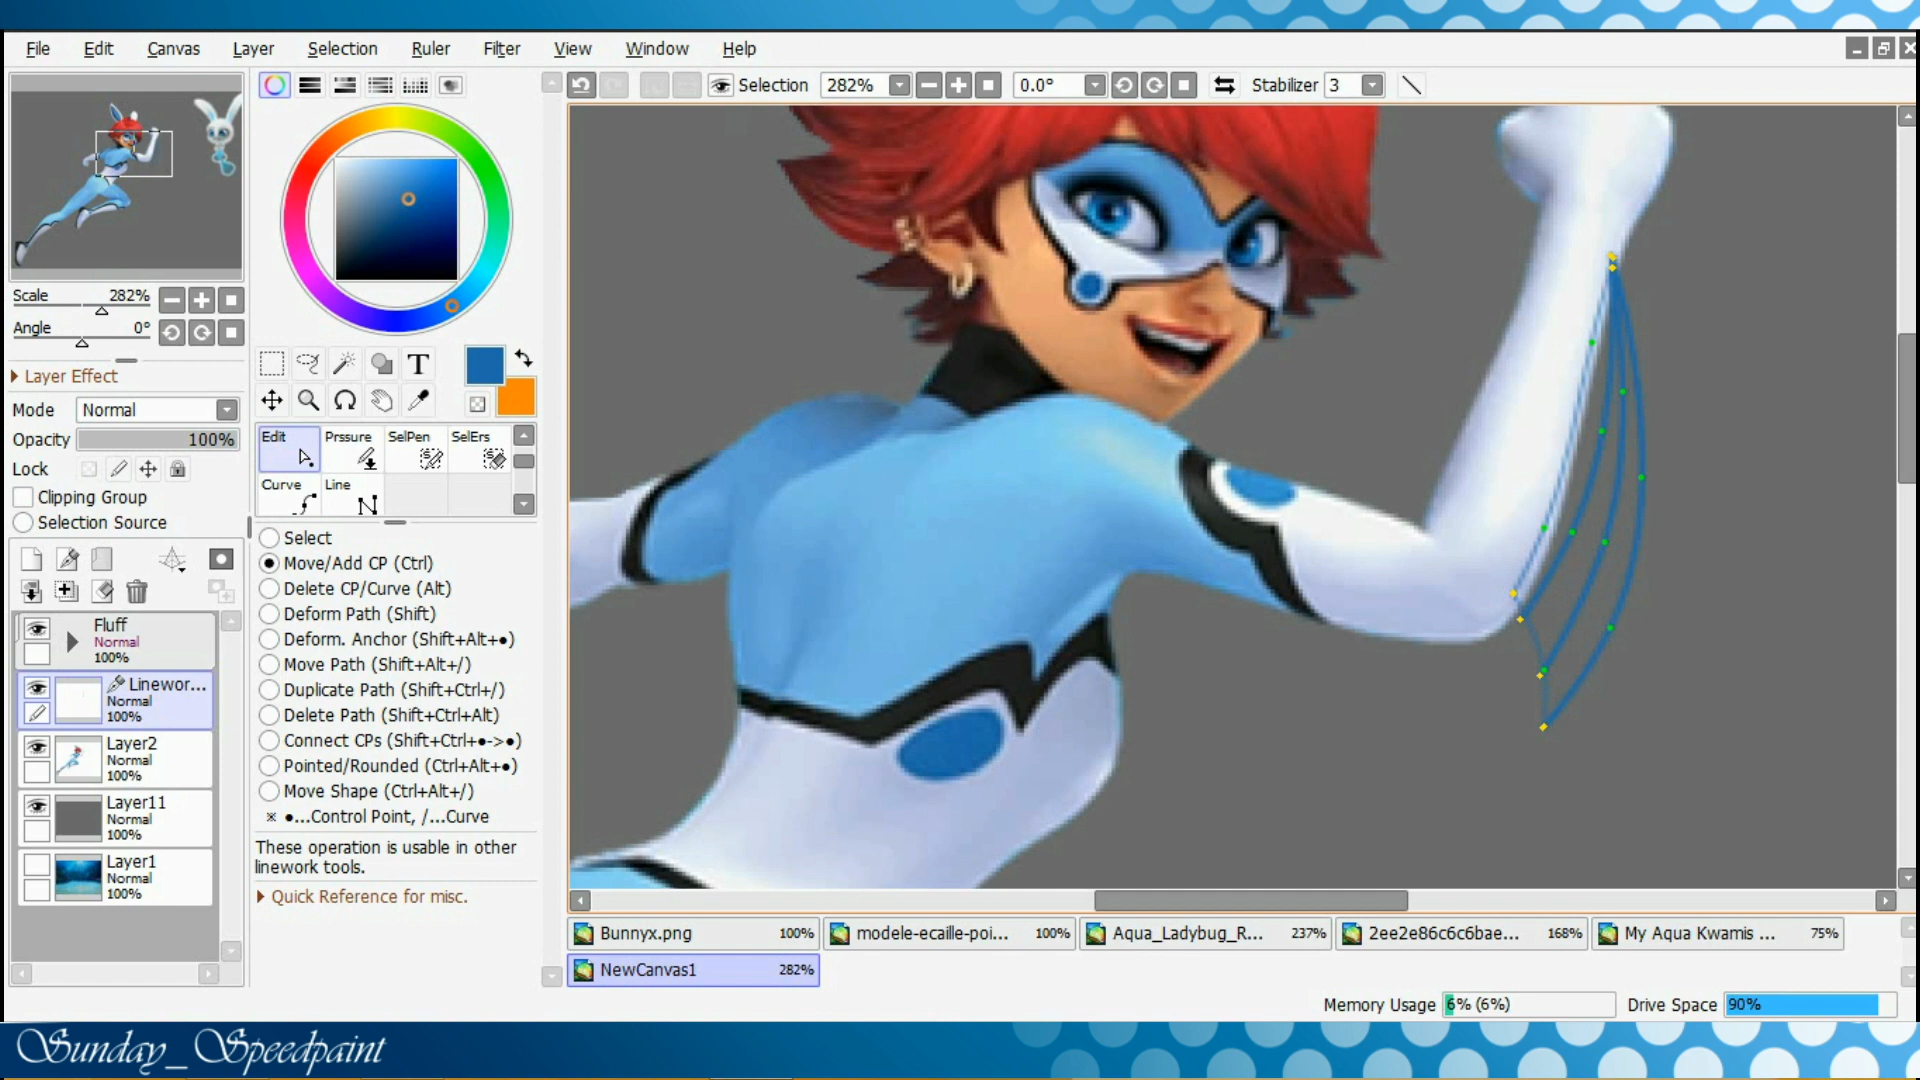 File Edit Canvas Layer Selection Ruler Filter View Window Help
Selection 282% 0.0° Stabilizer 3
Scale 282%
Angle 0°
Layer Effect
Mode Normal
Opacity 100%
Lock
Clipping Group
Selection Source
Fluff
Normal
100%
Linewor...
Normal
100%
Layer2
Normal
100%
Layer11
Normal
100%
Layer1
Normal
100%
T
Edit Prssure SelPen SelErs
Curve Line
Select
Move/Add CP (Ctrl)
Delete CP/Curve (Alt)
Deform Path (Shift)
Deform. Anchor (Shift+Alt+●)
Move Path (Shift+Alt+/)
Duplicate Path (Shift+Ctrl+/)
Delete Path (Shift+Ctrl+Alt)
Connect CPs (Shift+Ctrl+●->●)
Pointed/Rounded (Ctrl+Alt+●)
Move Shape (Ctrl+Alt+/)
※ ●...Control Point, /...Curve
These operation is usable in other
linework tools.
Quick Reference for misc.
Bunnyx.png 100% modele-ecaille-poi... 100% Aqua_Ladybug_R... 237% 2ee2e86c6c6bae... 168% My Aqua Kwamis ... 75%
NewCanvas1 282%
Memory Usage 6% (6%) Drive Space 90%
Sunday_Speedpaint